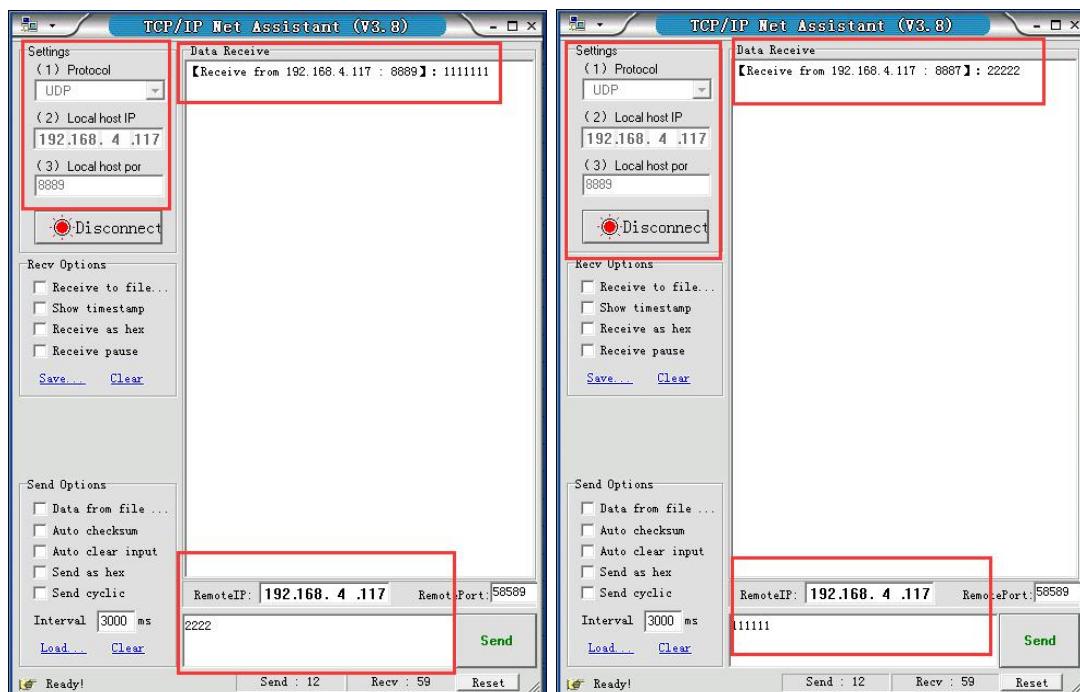 TCP/IP Net Assistant (V3.8)
Settings
(1) Protocol
UDP
(2) Local host IP
192.168. 4 .117
(3) Local host por
8889
Disconnect
Recv Options
Receive to file...
Show timestamp
Receive as hex
Receive pause
Save... Clear
Send Options
Data from file ...
Auto checksum
Auto clear input
Send as hex
Send cyclic
Interval 3000 ms
Load... Clear
Data Receive
【Receive from 192.168.4.117 : 8889】: 1111111
RemoteIP: 192.168. 4 .117 RemotePort: 58589
2222
Send
Ready! Send : 12 Recv : 59 Reset
TCP/IP Net Assistant (V3.8)
Settings
(1) Protocol
UDP
(2) Local host IP
192.168. 4 .117
(3) Local host por
8889
Disconnect
Recv Options
Receive to file...
Show timestamp
Receive as hex
Receive pause
Save... Clear
Send Options
Data from file ...
Auto checksum
Auto clear input
Send as hex
Send cyclic
Interval 3000 ms
Load... Clear
Data Receive
【Receive from 192.168.4.117 : 8887】: 22222
RemoteIP: 192.168. 4 .117 RemotePort: 58589
111111
Send
Ready! Send : 12 Recv : 59 Reset